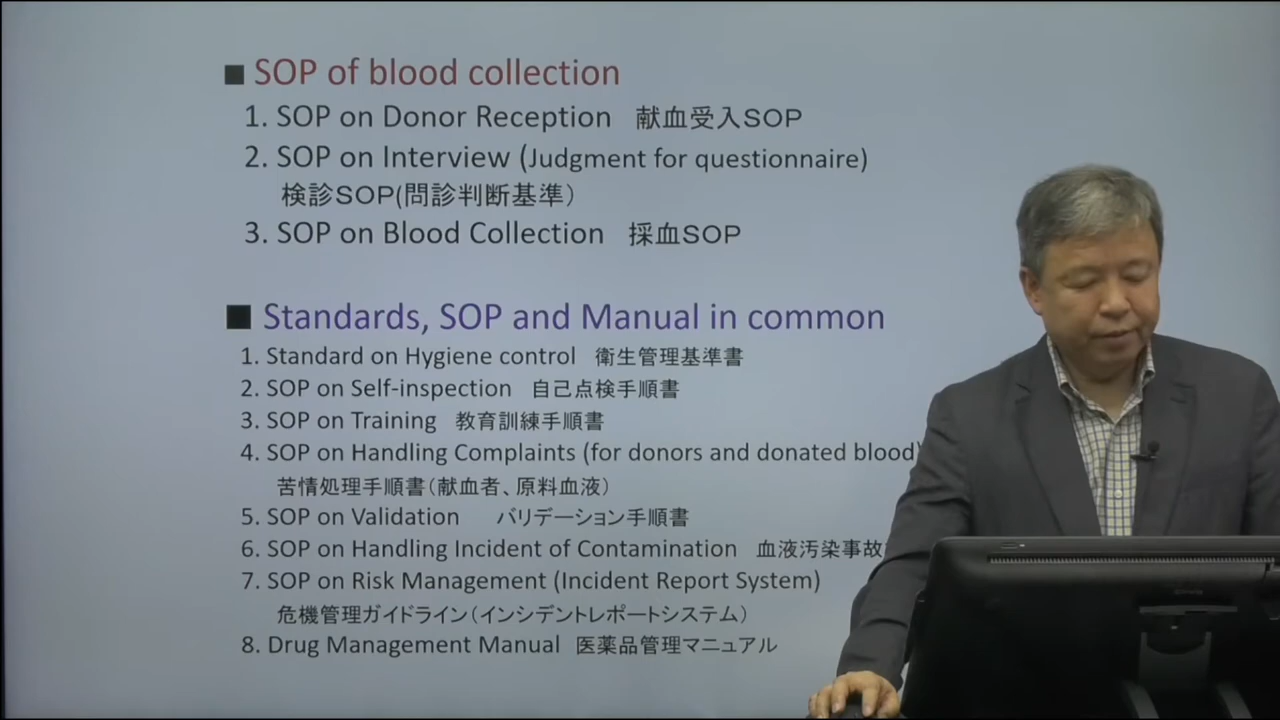 ■ SOP of blood collection
1. SOP on Donor Reception 献血受入SOP
2. SOP on Interview (Judgment for questionnaire)
検診SOP(問診判断基準)
3. SOP on Blood Collection 採血SOP
■ Standards, SOP and Manual in common
1. Standard on Hygiene control 衛生管理基準書
2. SOP on Self-inspection 自己点検手順書
3. SOP on Training 教育訓練手順書
4. SOP on Handling Complaints (for donors and donated blood)
苦情処理手順書(献血者、原料血液)
5. SOP on Validation バリデーション手順書
6. SOP on Handling Incident of Contamination 血液汚染事故
7. SOP on Risk Management (Incident Report System)
危機管理ガイドライン(インシデントレポートシステム)
8. Drug Management Manual 医薬品管理マニュアル